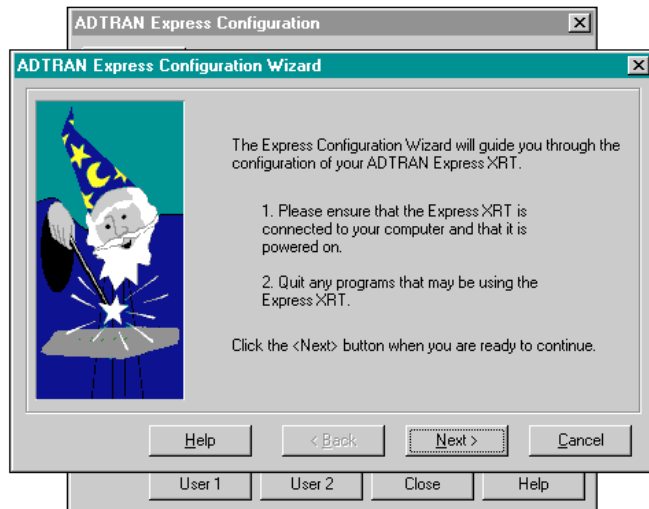 ADTRAN Express Configuration
ADTRAN Express Configuration Wizard
The Express Configuration Wizard will guide you through the
configuration of your ADTRAN Express XRT.
1. Please ensure that the Express XRT is
connected to your computer and that it is
powered on.
2. Quit any programs that may be using the
Express XRT.
Click the <Next> button when you are ready to continue.
Help
< Back
Next >
Cancel
User 1
User 2
Close
Help